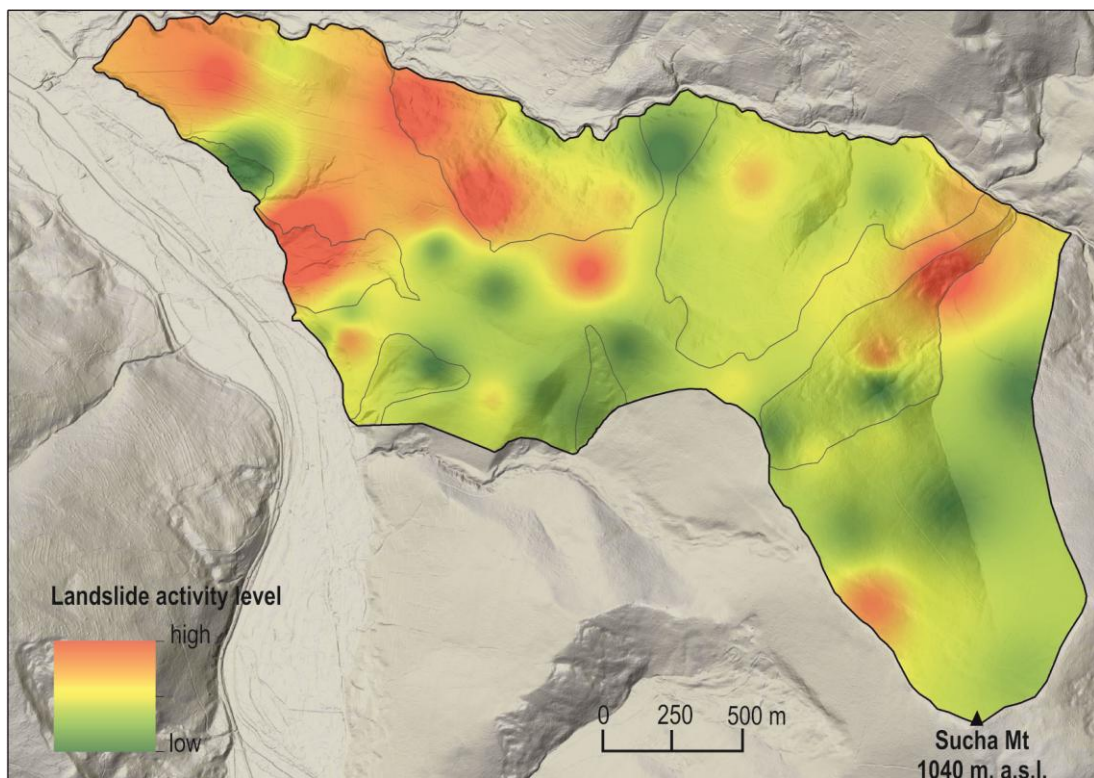 Landslide activity level
high
low
0 250 500 m
Sucha Mt
1040 m. a.s.l.